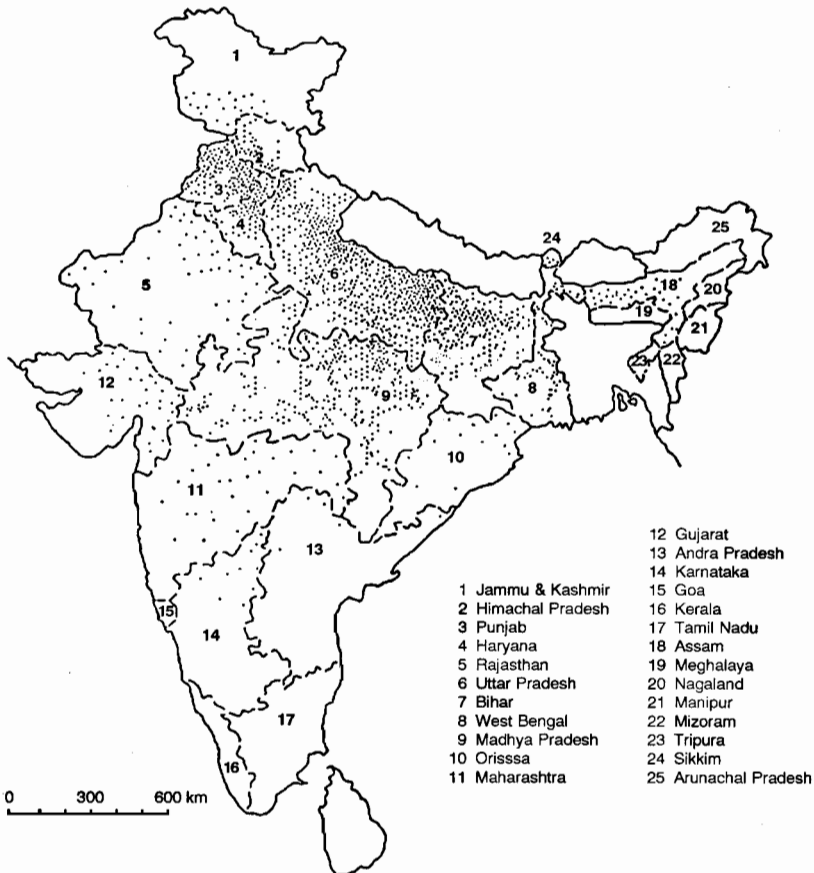 1
2
3
4
5
6
7
8
9
10
11
12
13
14
15
16
17
18
19
20
21
22
23
24
25
1 Jammu & Kashmir
2 Himachal Pradesh
3 Punjab
4 Haryana
5 Rajasthan
6 Uttar Pradesh
7 Bihar
8 West Bengal
9 Madhya Pradesh
10 Orisssa
11 Maharashtra
12 Gujarat
13 Andra Pradesh
14 Karnataka
15 Goa
16 Kerala
17 Tamil Nadu
18 Assam
19 Meghalaya
20 Nagaland
21 Manipur
22 Mizoram
23 Tripura
24 Sikkim
25 Arunachal Pradesh
0 300 600 km